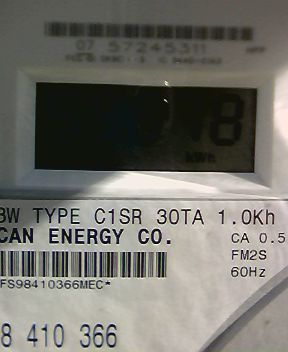 07 57245311
8
kWh
3W TYPE C1SR 30TA 1.0Kh
CAN ENERGY CO.
CA 0.5
FM2S
60Hz
FS98410366MEC*
8 410 366